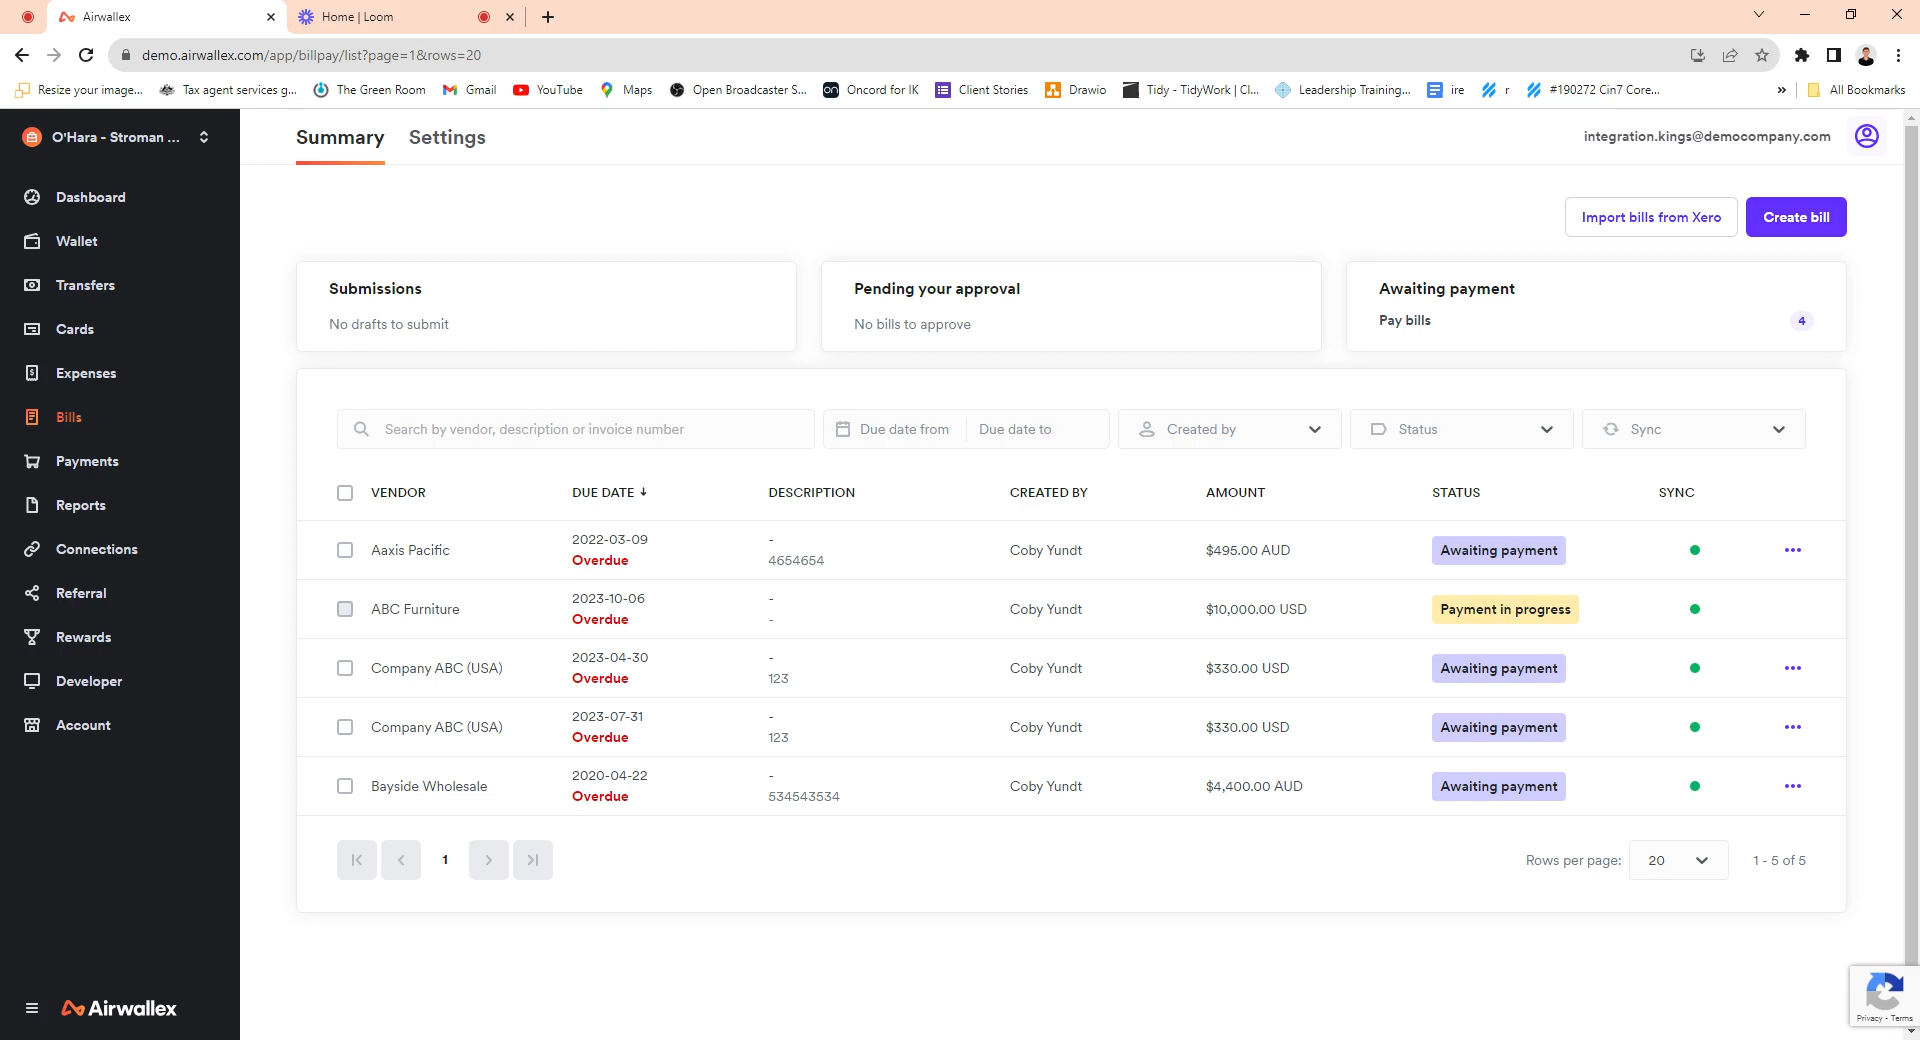 Airwallex
Home | Loom
demo.airwallex.com/app/billpay/list?page=1&rows=20
Resize your image...
Tax agent services g...
The Green Room
Gmail
YouTube
Maps
Open Broadcaster S...
on
Oncord for IK
Client Stories
Drawio
Tidy - TidyWork | Cl...
Leadership Training...
ire
r
#190272 Cin7 Core...
»
All Bookmarks
O'Hara - Stroman ...
Dashboard
Wallet
Transfers
Cards
Expenses
Bills
Payments
Reports
Connections
Referral
Rewards
Developer
Account
Airwallex
Summary Settings
integration.kings@democompany.com
Import bills from Xero
Create bill
Submissions
No drafts to submit
Pending your approval
No bills to approve
Awaiting payment
Pay bills 4
Search by vendor, description or invoice number
Due date from
Due date to
Created by
Status
Sync
VENDOR DUE DATE ↓ DESCRIPTION CREATED BY AMOUNT STATUS SYNC
Aaxis Pacific 2022-03-09 - Coby Yundt $495.00 AUD Awaiting payment
Overdue 4654654
ABC Furniture 2023-10-06 - Coby Yundt $10,000.00 USD Payment in progress
Overdue -
Company ABC (USA) 2023-04-30 - Coby Yundt $330.00 USD Awaiting payment
Overdue 123
Company ABC (USA) 2023-07-31 - Coby Yundt $330.00 USD Awaiting payment
Overdue 123
Bayside Wholesale 2020-04-22 - Coby Yundt $4,400.00 AUD Awaiting payment
Overdue 534543534
1
Rows per page: 20 1 - 5 of 5
Privacy - Terms